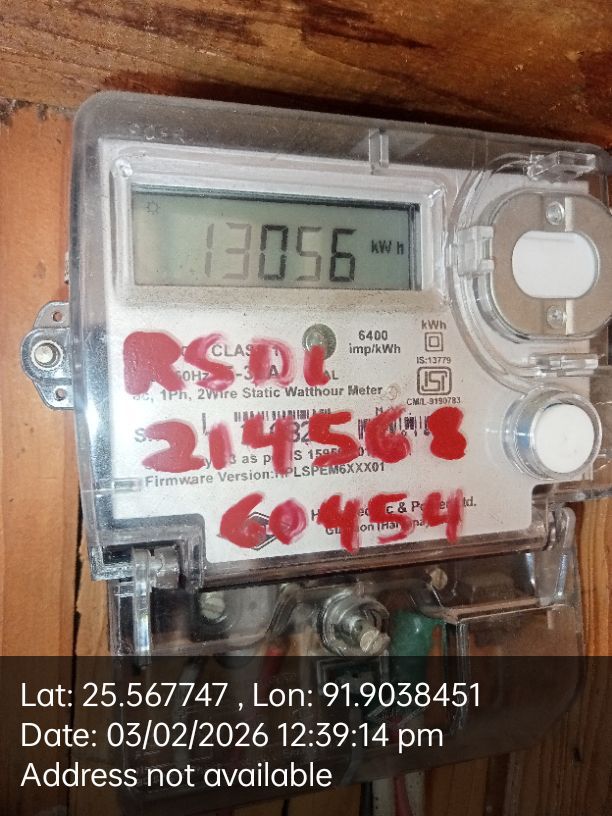 13056 kWh
6400
imp/kWh
kWh
IS:13779
CM/L-9190783
CLASS
RSDL
1Ph, 2Wire Static Watthour Meter
214568
Firmware Version:
60454
Lat: 25.567747 , Lon: 91.9038451
Date: 03/02/2026 12:39:14 pm
Address not available